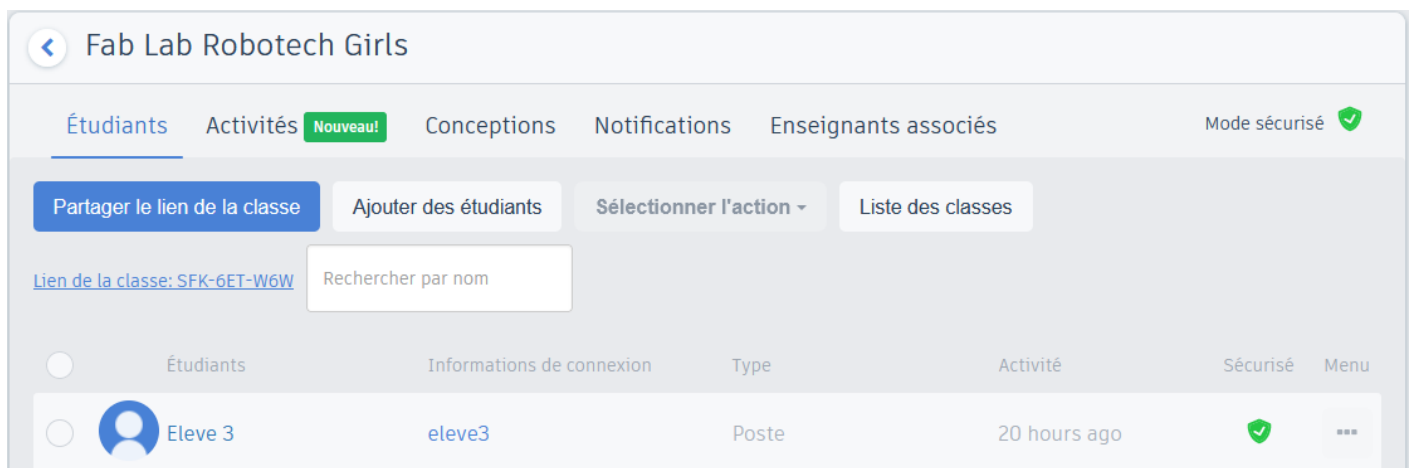 Fab Lab Robotech Girls
Étudiants Activités Nouveau! Conceptions Notifications Enseignants associés Mode sécurisé
Partager le lien de la classe Ajouter des étudiants Sélectionner l'action Liste des classes
Lien de la classe: SFK-6ET-W6W Rechercher par nom
Étudiants Informations de connexion Type Activité Sécurisé Menu
Eleve 3 eleve3 Poste 20 hours ago